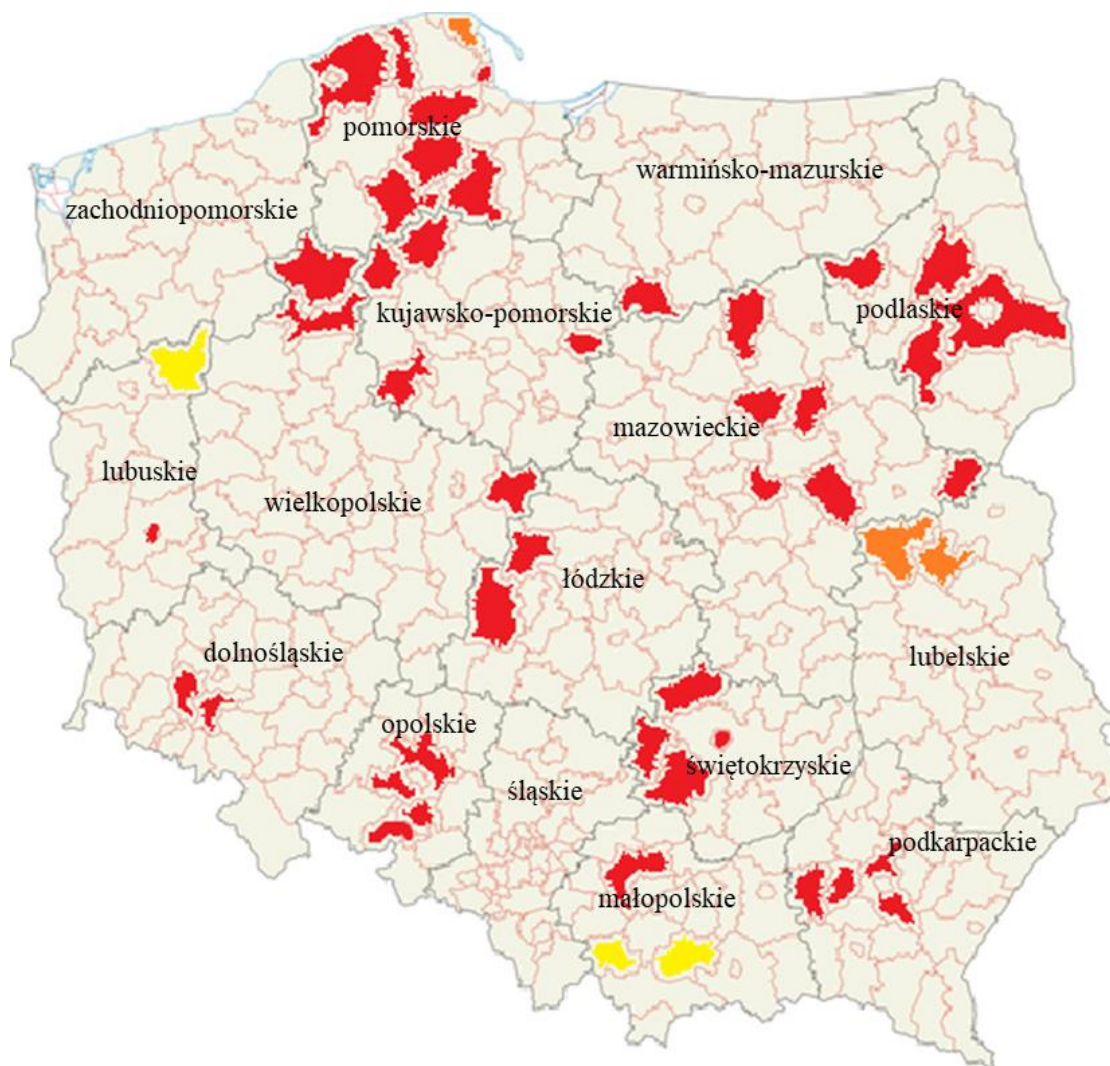 pomorskie
warmińsko-mazurskie
zachodniopomorskie
kujawsko-pomorskie
podlaskie
mazowieckie
lubuskie
wielkopolskie
łódzkie
dolnośląskie
lubelskie
opolskie
śląskie
świętokrzyskie
podkarpackie
małopolskie